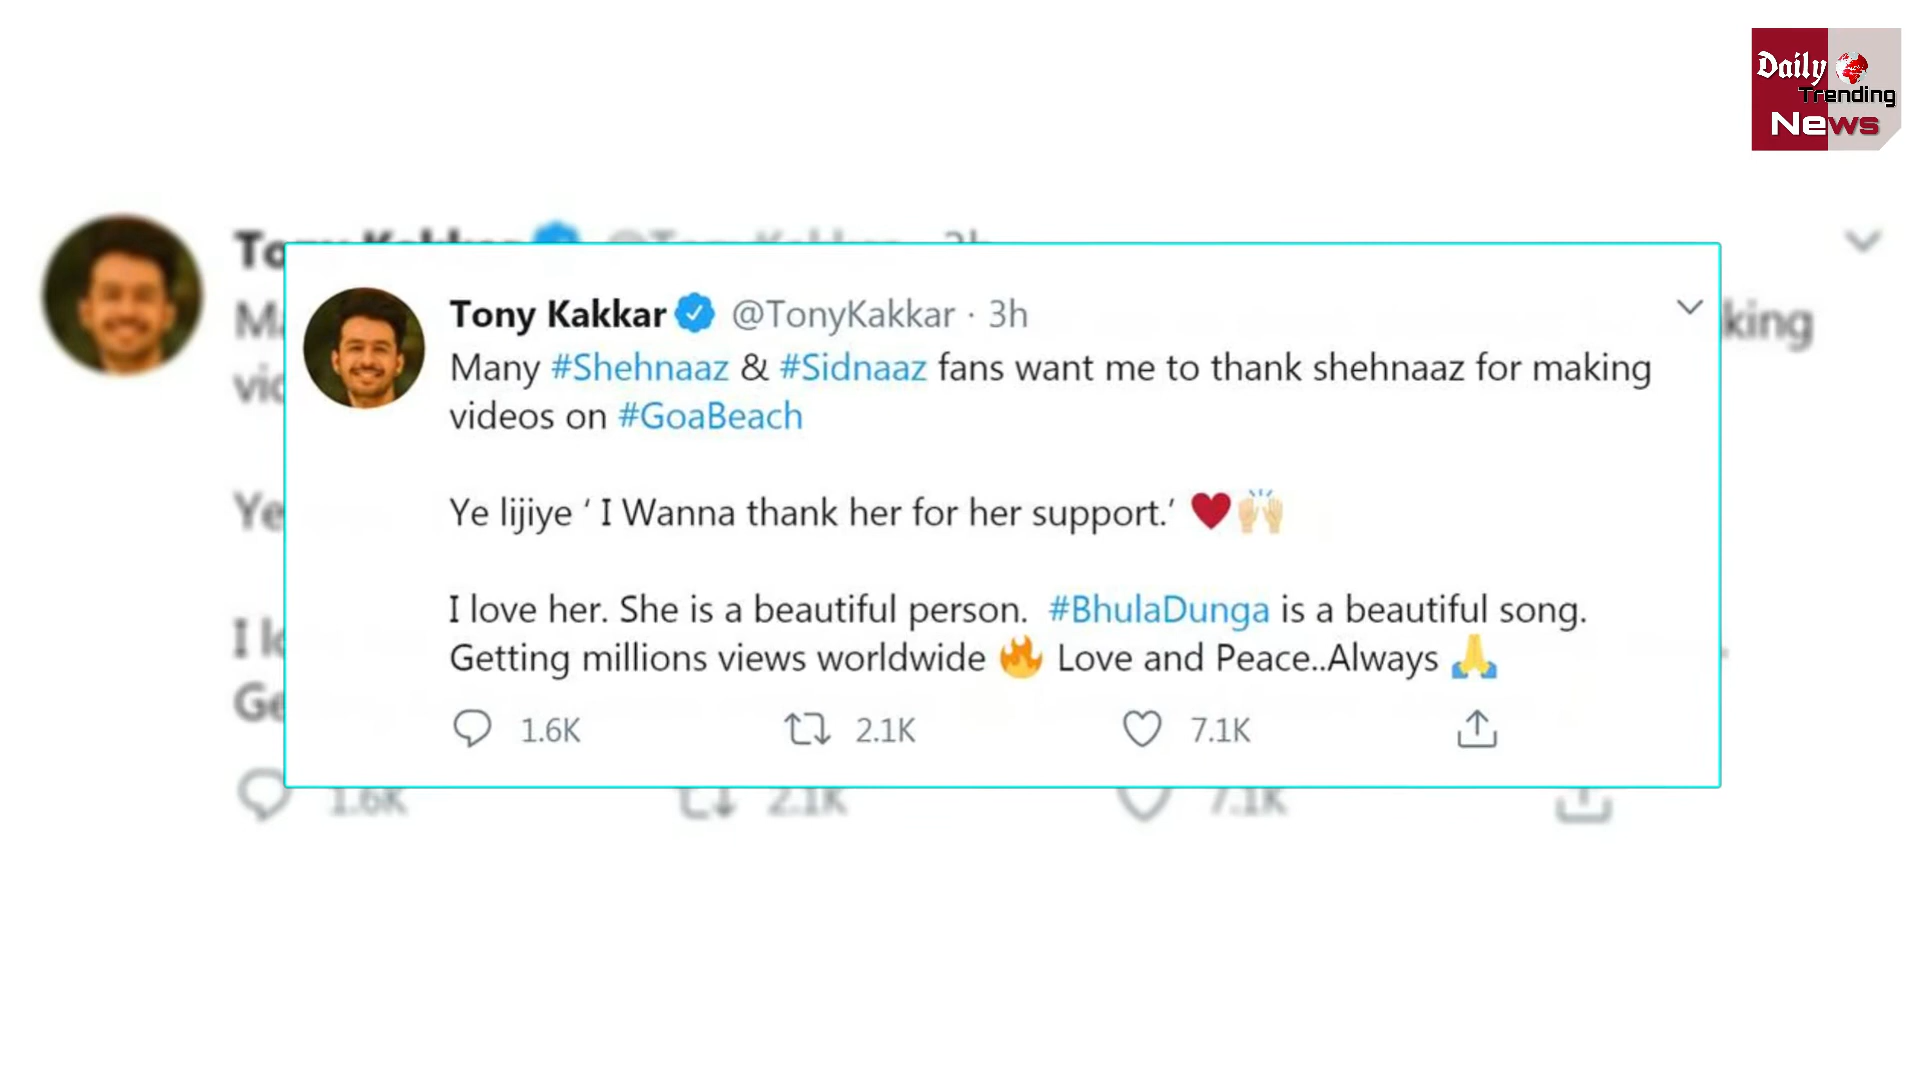 Daily
Trending
News
Tony Kakkar @TonyKakkar · 3h
Many #Shehnaaz & #Sidnaaz fans want me to thank shehnaaz for making
videos on #GoaBeach
Ye lijiye ‘ I Wanna thank her for her support.’ ❤️🙌🏻
I love her. She is a beautiful person. #BhulaDunga is a beautiful song.
Getting millions views worldwide 🔥 Love and Peace..Always 🙏
1.6K 2.1K 7.1K